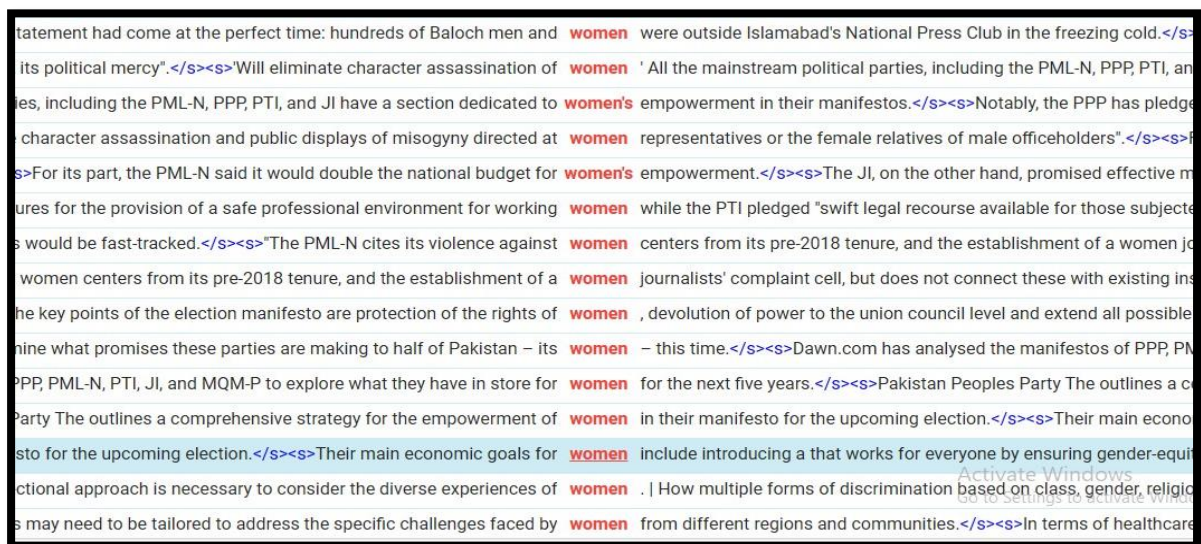 tatement had come at the perfect time: hundreds of Baloch men and women were outside Islamabad's National Press Club in the freezing cold.</s>
its political mercy".</s><s>'Will eliminate character assassination of women ' All the mainstream political parties, including the PML-N, PPP, PTI, an
ies, including the PML-N, PPP, PTI, and JI have a section dedicated to women's empowerment in their manifestos.</s><s>Notably, the PPP has pledge
character assassination and public displays of misogyny directed at women representatives or the female relatives of male officeholders".</s><s>F
s>For its part, the PML-N said it would double the national budget for women's empowerment.</s><s>The JI, on the other hand, promised effective m
ures for the provision of a safe professional environment for working women while the PTI pledged "swift legal recourse available for those subjecte
s would be fast-tracked.</s><s>"The PML-N cites its violence against women centers from its pre-2018 tenure, and the establishment of a women jo
women centers from its pre-2018 tenure, and the establishment of a women journalists' complaint cell, but does not connect these with existing ins
he key points of the election manifesto are protection of the rights of women , devolution of power to the union council level and extend all possible
nine what promises these parties are making to half of Pakistan – its women – this time.</s><s>Dawn.com has analysed the manifestos of PPP, PM
PPP, PML-N, PTI, JI, and MQM-P to explore what they have in store for women for the next five years.</s><s>Pakistan Peoples Party The outlines a co
Party The outlines a comprehensive strategy for the empowerment of women in their manifesto for the upcoming election.</s><s>Their main econo
sto for the upcoming election.</s><s>Their main economic goals for women include introducing a that works for everyone by ensuring gender-equit
Activate Windows
ectional approach is necessary to consider the diverse experiences of women . | How multiple forms of discrimination based on class, gender, religio
Go to Settings to activate Windo
s may need to be tailored to address the specific challenges faced by women from different regions and communities.</s><s>In terms of healthcare